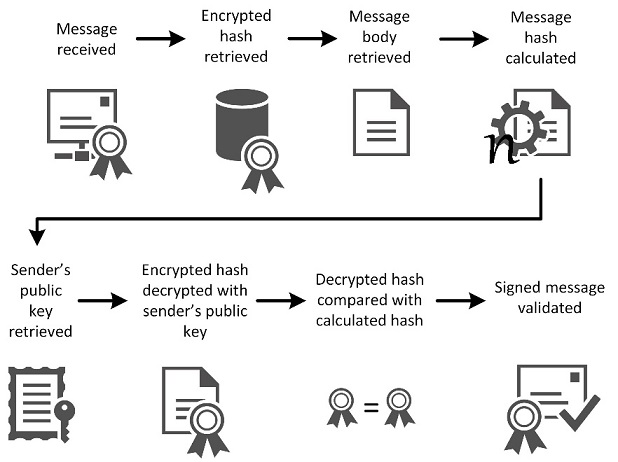 Message
received
Encrypted
hash
retrieved
Message
body
retrieved
Message
hash
calculated
n
Sender's
public
key
retrieved
Encrypted hash
decrypted with
sender's public
key
Decrypted hash
compared with
calculated hash
Signed message
validated
=